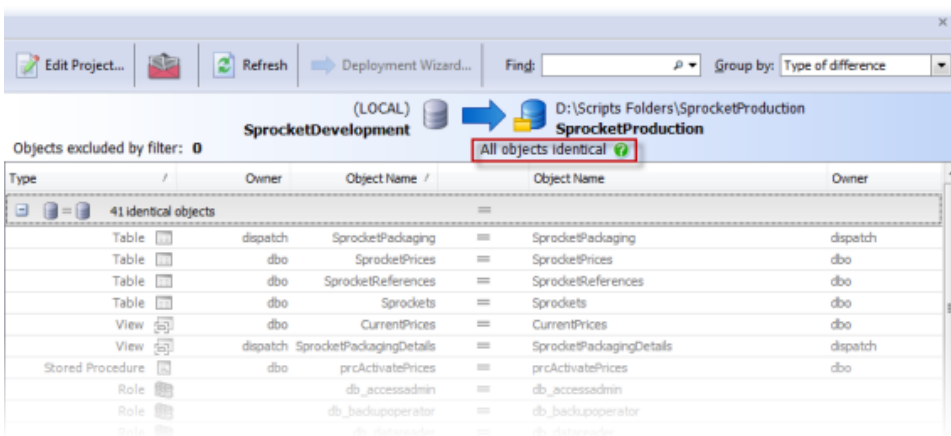 Edit Project... Refresh Deployment Wizard... Find: Group by: Type of difference
(LOCAL) D:\Scripts Folders\SprocketProduction
SprocketDevelopment SprocketProduction
Objects excluded by filter: 0 All objects identical
Type Owner Object Name Object Name Owner
41 identical objects =
Table dispatch SprocketPackaging = SprocketPackaging dispatch
Table dbo SprocketPrices = SprocketPrices dbo
Table dbo SprocketReferences = SprocketReferences dbo
Table dbo Sprockets = Sprockets dbo
View dbo CurrentPrices = CurrentPrices dbo
View dispatch SprocketPackagingDetails = SprocketPackagingDetails dispatch
Stored Procedure dbo prcActivatePrices = prcActivatePrices dbo
Role db_accessadmin = db_accessadmin
Role db_backupoperator = db_backupoperator
Role db_datareader = db_datareader